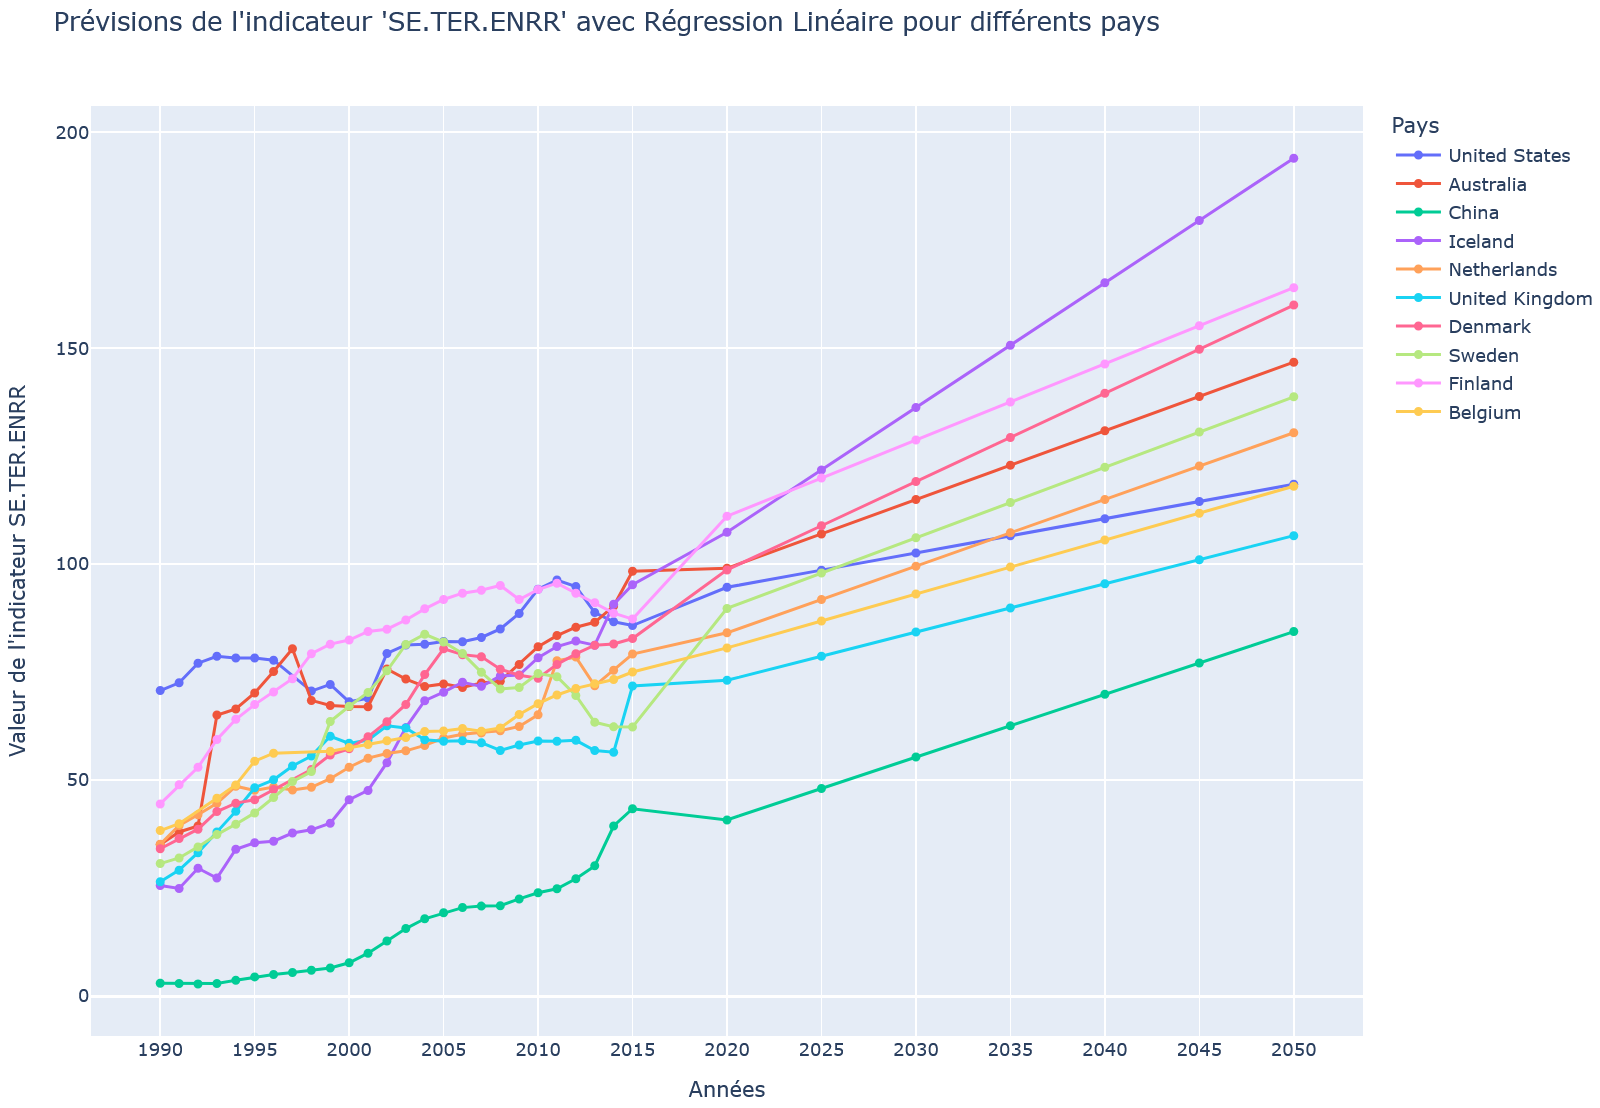 Prévisions de l'indicateur 'SE.TER.ENRR' avec Régression Linéaire pour différents pays
Valeur de l'indicateur SE.TER.ENRR
200
150
100
50
0
1990 1995 2000 2005 2010 2015 2020 2025 2030 2035 2040 2045 2050
Années
Pays
United States
Australia
China
Iceland
Netherlands
United Kingdom
Denmark
Sweden
Finland
Belgium